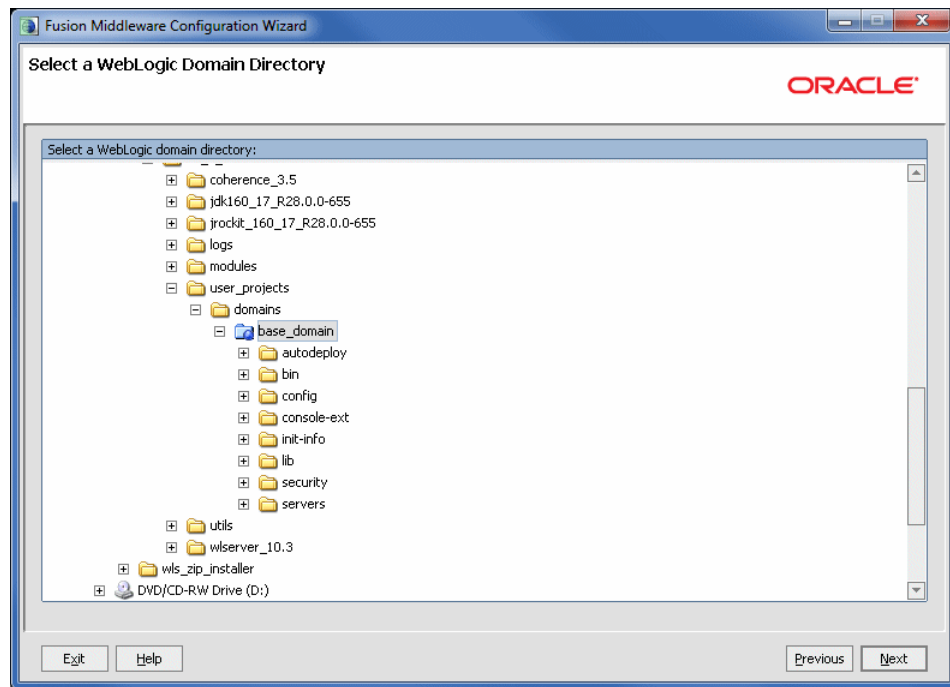 Fusion Middleware Configuration Wizard
Select a WebLogic Domain Directory
ORACLE
Select a WebLogic domain directory:
coherence_3.5
jdk160_17_R28.0.0-655
jrockit_160_17_R28.0.0-655
logs
modules
user_projects
domains
base_domain
autodeploy
bin
config
console-ext
init-info
lib
security
servers
utils
wlserver_10.3
wls_zip_installer
DVD/CD-RW Drive (D:)
Exit Help Previous Next